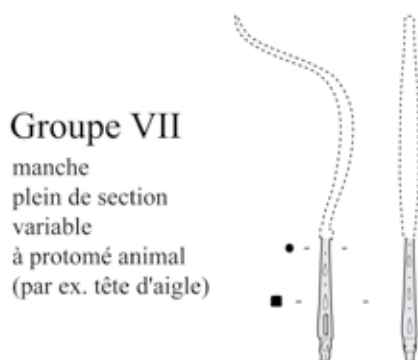 Groupe VII
manche
plein de section
variable
à protomé animal
(par ex. tête d'aigle)